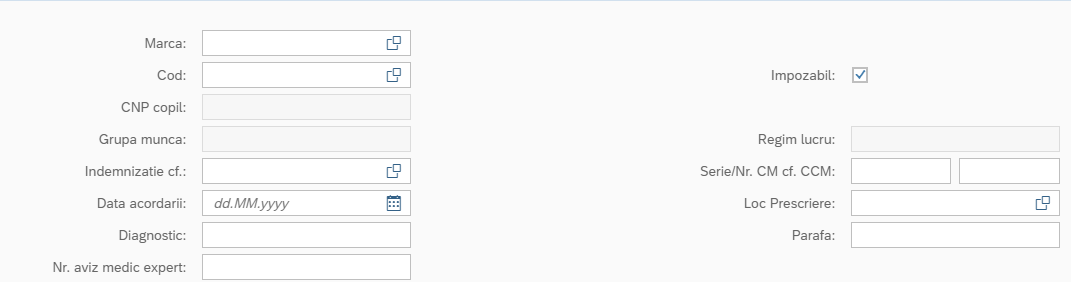 Marca:
Cod:
Impozabil:
CNP copil:
Grupa munca:
Regim lucru:
Indemnizatie cf.:
Serie/Nr. CM cf. CCM:
Data acordarii: dd.MM.yyyy
Loc Prescriere:
Diagnostic:
Parafa:
Nr. aviz medic expert: